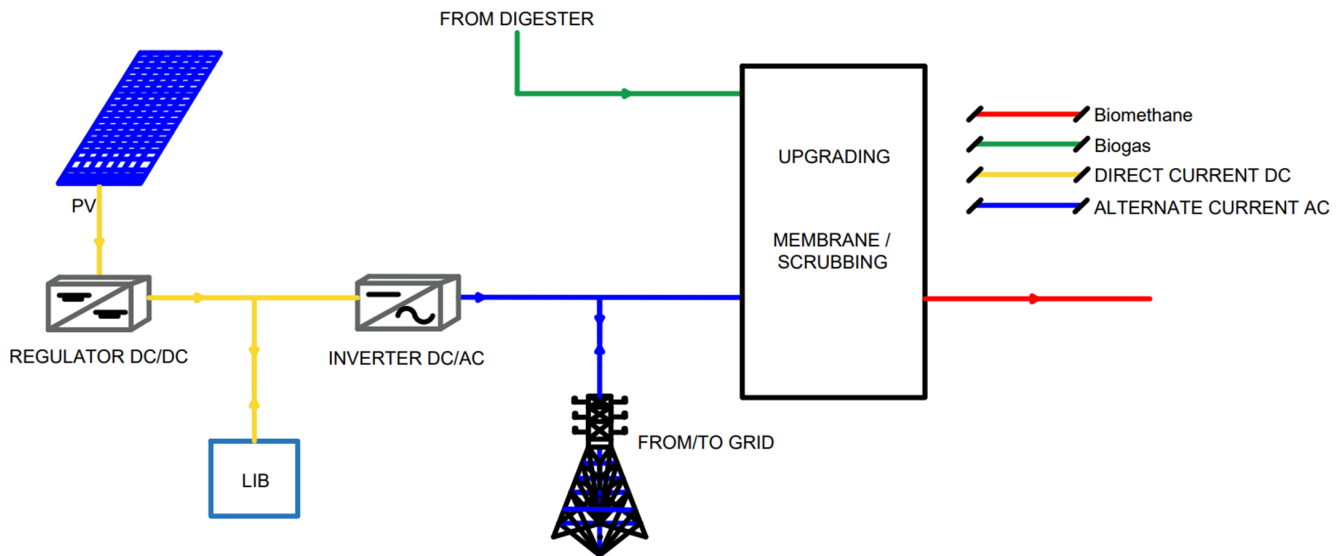 FROM DIGESTER
PV
REGULATOR DC/DC
INVERTER DC/AC
LIB
FROM/TO GRID
UPGRADING
MEMBRANE /
SCRUBBING
Biomethane
Biogas
DIRECT CURRENT DC
ALTERNATE CURRENT AC